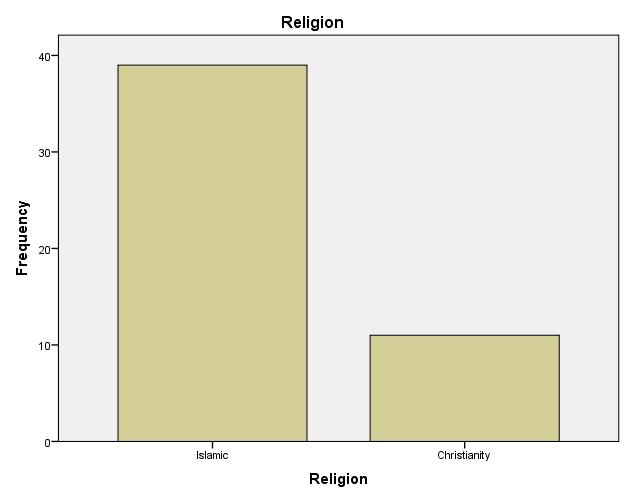 Religion
40
30
20
10
0
Frequency
Islamic
Christianity
Religion